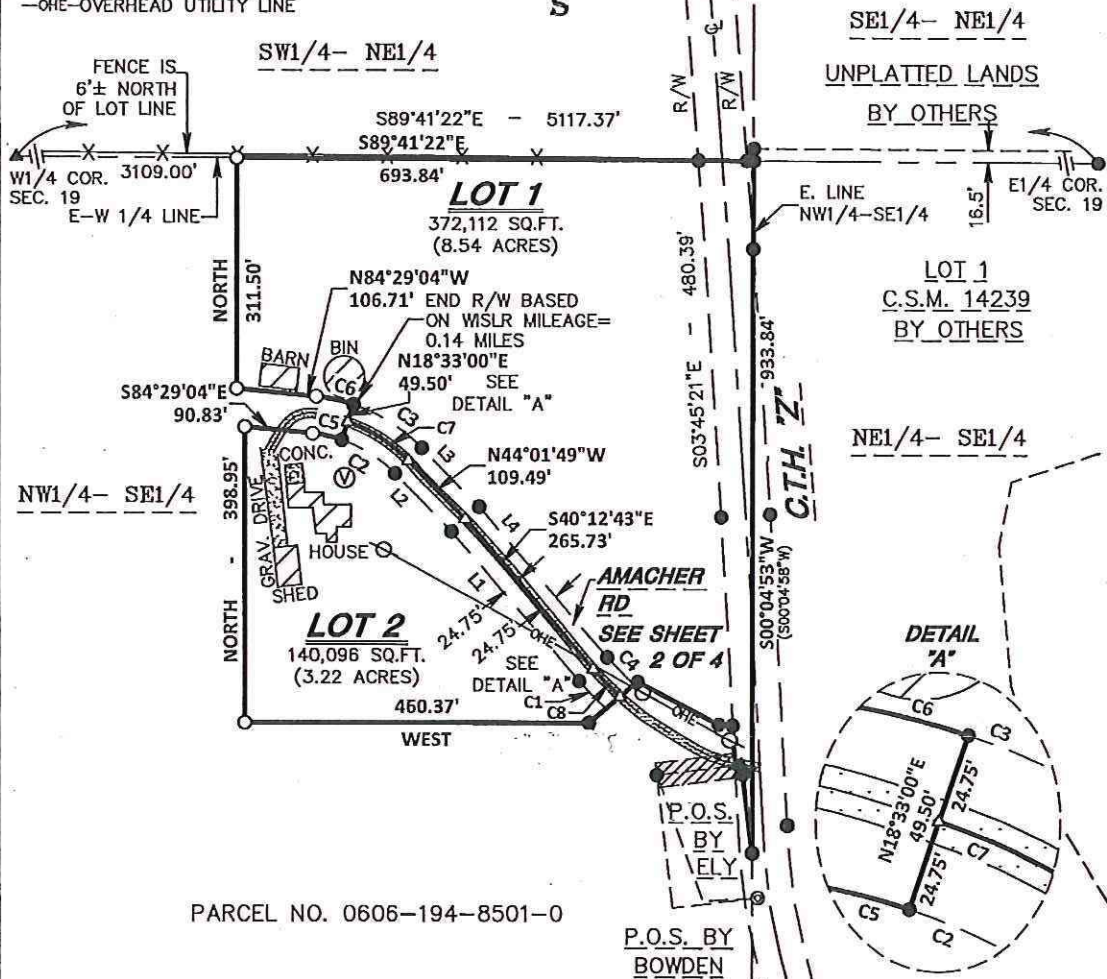 —OHE—OVERHEAD UTILITY LINE
S
SW1/4— NE1/4
SE1/4— NE1/4
FENCE IS
6'± NORTH
OF LOT LINE
UNPLATTED LANDS
BY OTHERS
R/W
℄
R/W
S89°41'22"E - 5117.37'
S89°41'22"E
693.84'
3109.00'
W1/4 COR.
SEC. 19
E—W 1/4 LINE
E. LINE
NW1/4—SE1/4
16.5'
E1/4 COR.
SEC. 19
LOT 1
372,112 SQ.FT.
(8.54 ACRES)
LOT 1
C.S.M. 14239
BY OTHERS
NORTH
311.50'
N84°29'04"W
106.71'
END R/W BASED
ON WISLR MILEAGE=
0.14 MILES
S03°45'21"E - 480.39'
933.84'
S00°04'53"W
(S00°04'58"W)
C.T.H. "Z"
BARN
BIN
N18°33'00"E
49.50'
SEE
DETAIL "A"
S84°29'04"E
90.83'
C6
C5
C3
C7
L3
C2
L2
CONC.
V
N44°01'49"W
109.49'
NE1/4— SE1/4
NW1/4— SE1/4
NORTH - 398.95'
GRAV. DRIVE
HOUSE
SHED
L4
S40°12'43"E
265.73'
L1
24.75'
24.75'
OHE
AMACHER
RD
SEE SHEET
2 OF 4
LOT 2
140,096 SQ.FT.
(3.22 ACRES)
SEE
DETAIL "A"
C4
C1
C8
OHE
460.37'
WEST
DETAIL
"A"
C6
C3
N18°33'00"E
49.50'
24.75'
24.75'
C7
C5
C2
P.O.S.
BY
ELY
PARCEL NO. 0606—194—8501—0
P.O.S. BY
BOWDEN